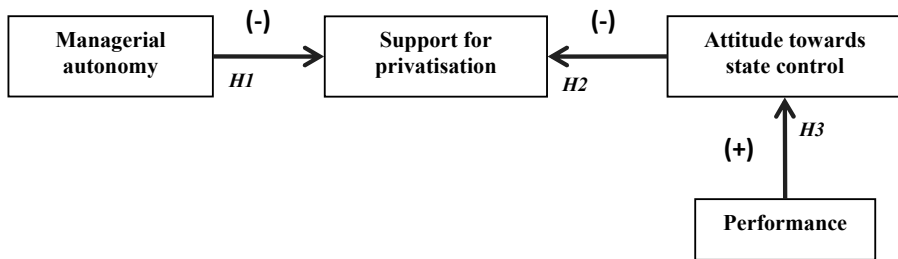 Managerial
autonomy
(-)
H1
Support for
privatisation
(-)
H2
Attitude towards
state control
H3
(+)
Performance